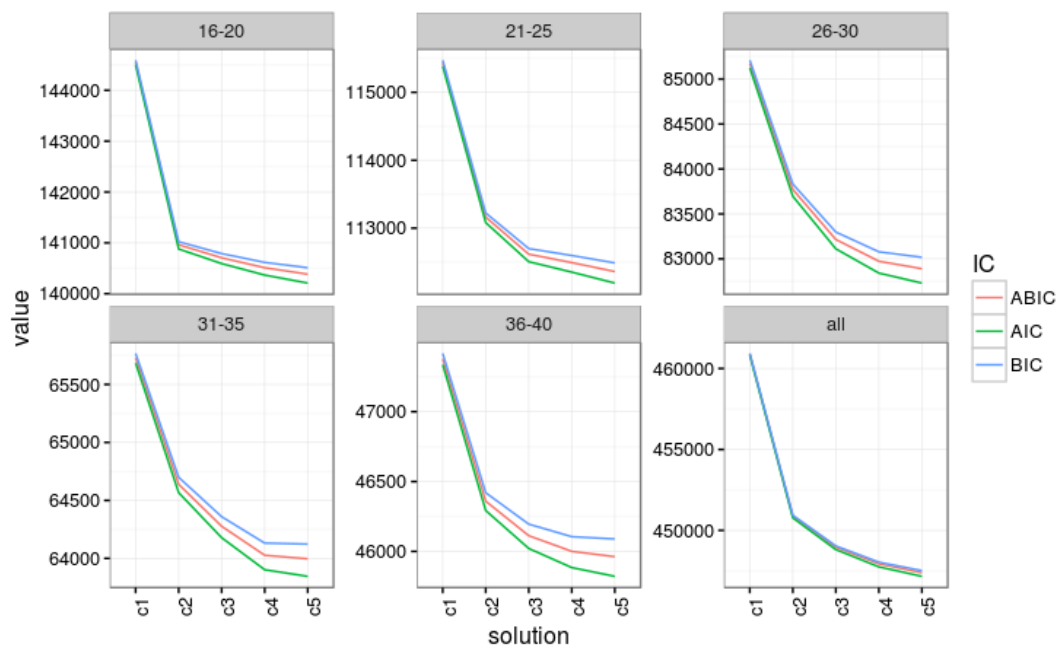 16-20
21-25
26-30
144000
143000
142000
141000
140000
115000
114000
113000
85000
84500
84000
83500
83000
value
31-35
36-40
all
65500
65000
64500
64000
47000
46500
46000
460000
455000
450000
c1 c2 c3 c4 c5
c1 c2 c3 c4 c5
c1 c2 c3 c4 c5
solution
IC
ABIC
AIC
BIC